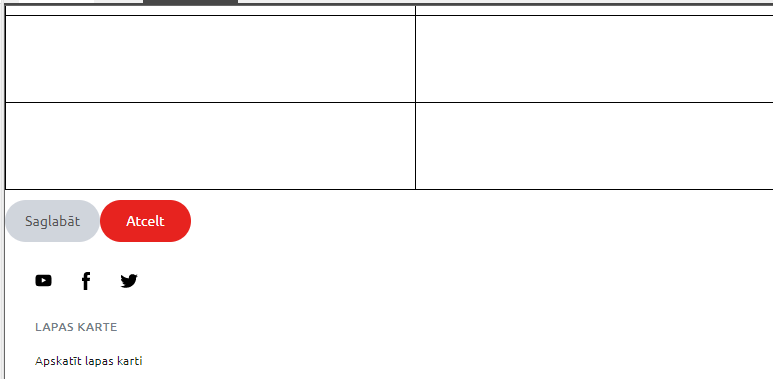 Saglabāt Atcelt
LAPAS KARTE
Apskatīt lapas karti